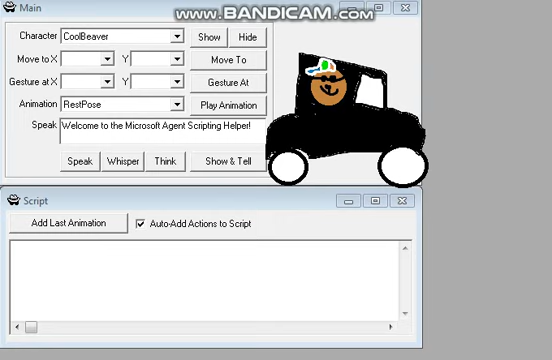 Main
www.BANDICAM.com
Character CoolBeaver Show Hide
Move to X Y Move To
Gesture at X Y Gesture At
Animation RestPose Play Animation
Speak Welcome to the Microsoft Agent Scripting Helper!
Speak Whisper Think Show & Tell
Script
Add Last Animation Auto-Add Actions to Script